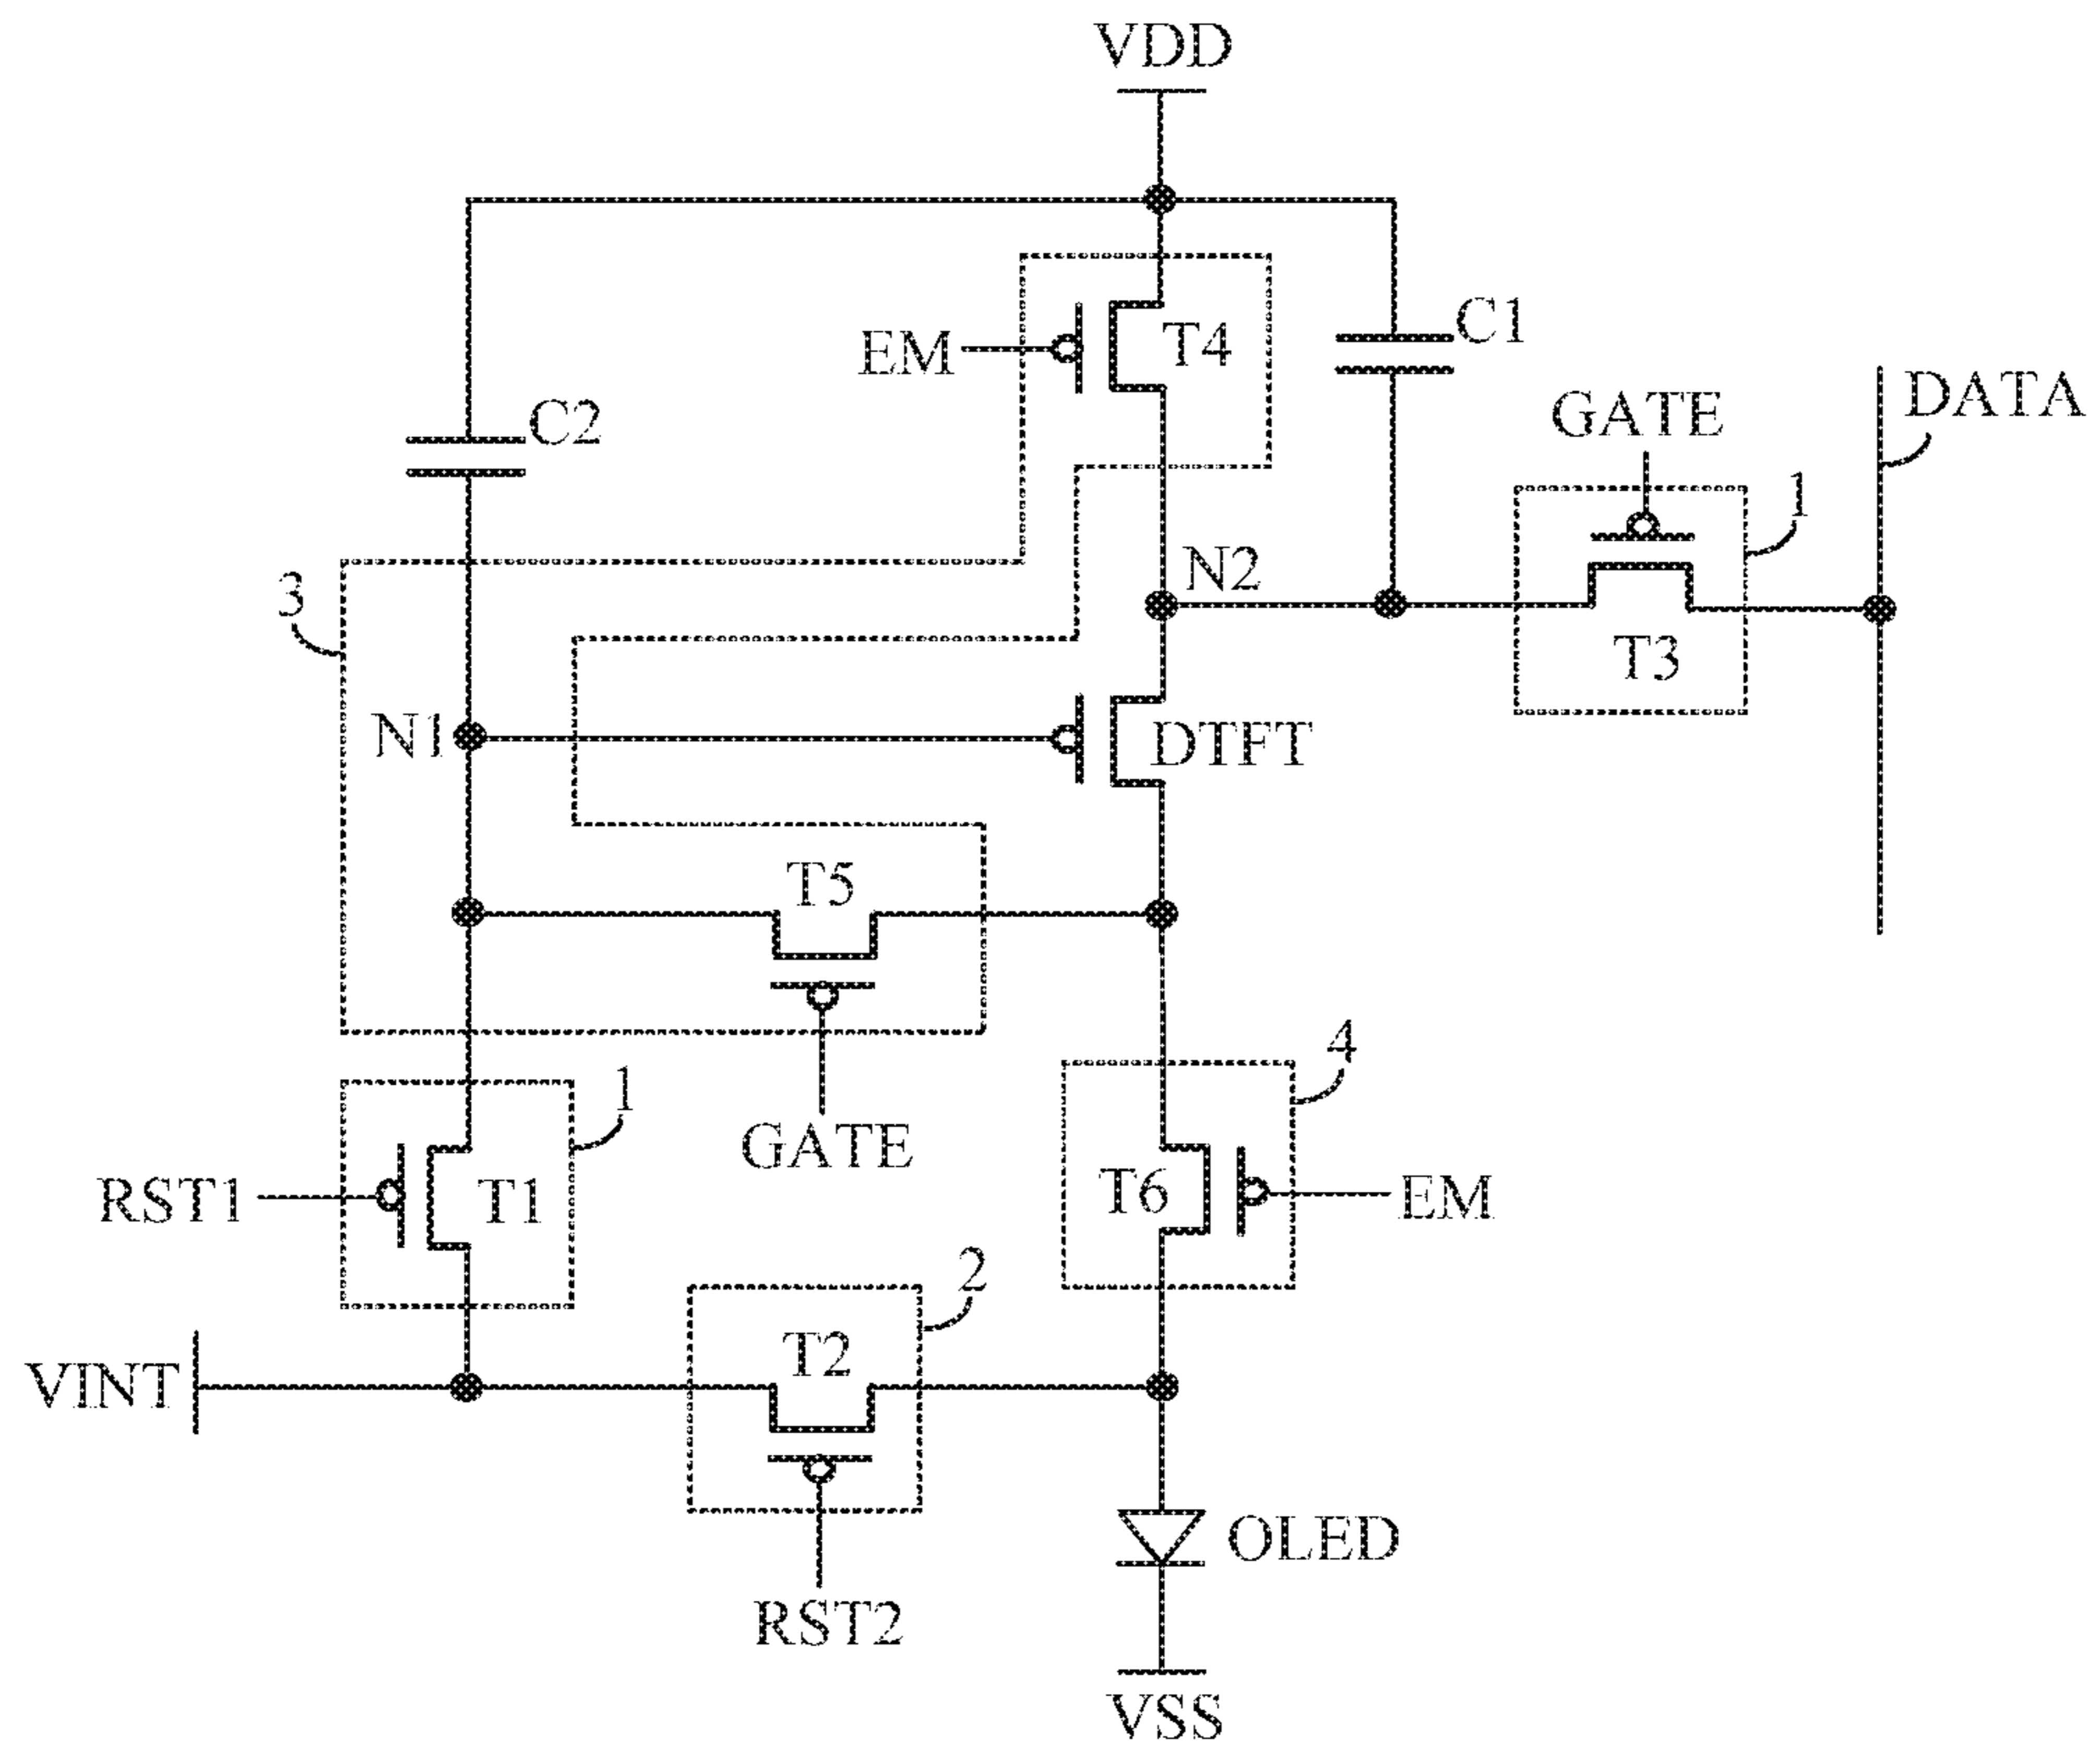 VDD
C1
EM
T4
DATA
GATE
C2
1
N2
3
T3
N1
DTFT
T5
4
1
GATE
T6
RST1
T1
EM
2
T2
VINT
OLED
RST2
VSS